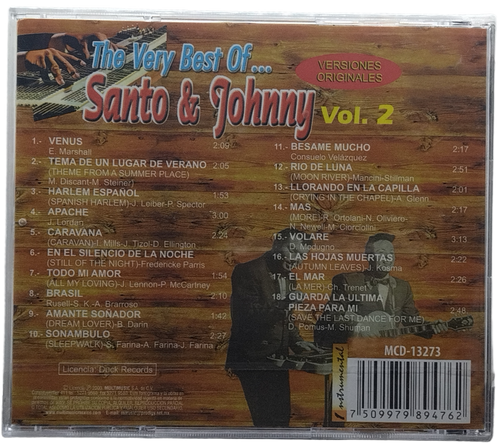 The Very Best Of...
Santo & Johnny Vol. 2
VERSIONES
ORIGINALES
1.- VENUS 2:09
E. Marshall
2.- TEMA DE UN LUGAR DE VERANO 2:05
(THEME FROM A SUMMER PLACE)
M. Discant-M. Steiner)
3.- HARLEM ESPAÑOL 1:53
(SPANISH HARLEM)-J. Leiber-P. Spector
4.- APACHE 3:00
J. Lordan
5.- CARAVANA 2:24
(CARAVAN)-I. Mills-J. Tizol-D. Elington
6.- EN EL SILENCIO DE LA NOCHE
(STILL OF THE NIGHT)-Fredericke Parris
7.- TODO MI AMOR 1:54
(ALL MY LOVING)-J. Lennon-P. McCartney
8.- BRASIL 2:10
Rusell-S. K.-A. Brarroso
9.- AMANTE SOÑADOR 2:27
(DREAM LOVER)-B. Darin
10.- SONAMBULO 2:27
(SLEEPWALK)-S. Farina-A. Farina-J. Farina
11.- BESAME MUCHO 2:17
Consuelo Velázquez
12.- RIO DE LUNA 2:51
(MOON RIVER)-Mancini-Stilman
13.- LLORANDO EN LA CAPILLA 2:01
(CRYING IN THE CHAPEL)-A. Glenn
14.- MAS 2:17
(MORE)-R. Ortolani-N. Oliviero-
N. Newell-M. Ciorciolini
15.- VOLARE 3:13
D. Modugno
16.- LAS HOJAS MUERTAS 2:22
(AUTUMN LEAVES)-J. Kosma
17.- EL MAR 2:26
(LA MER)-Ch. Trenet
18.- GUARDA LA ULTIMA 2:48
PIEZA PARA MI
(SAVE THE LAST DANCE FOR ME)
D. Pomus-M. Shuman
Licencia: Dock Records
Instrumental
MCD-13273
7 509979 894762